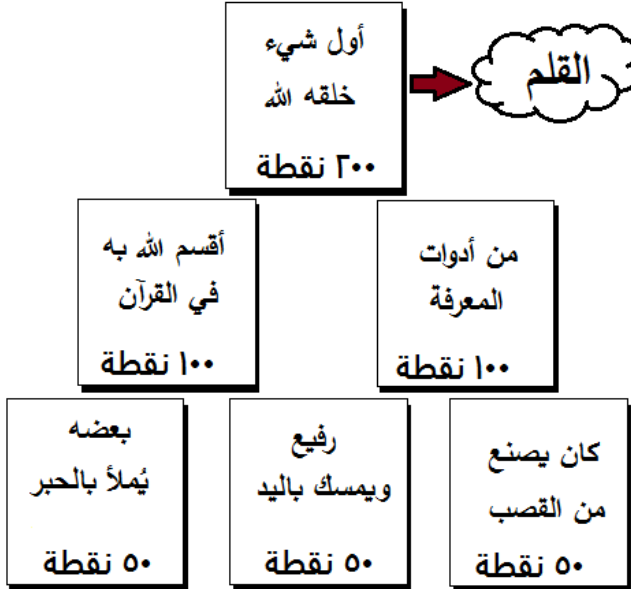 أول شيء
خلقه الله
٢٠٠ نقطة
القلم
من أدوات
المعرفة
١٠٠ نقطة
أقسم الله به
في القرآن
١٠٠ نقطة
كان يصنع
من القصب
٥٠ نقطة
رفيع
ويمسك باليد
٥٠ نقطة
بعضه
يُملأ بالحبر
٥٠ نقطة